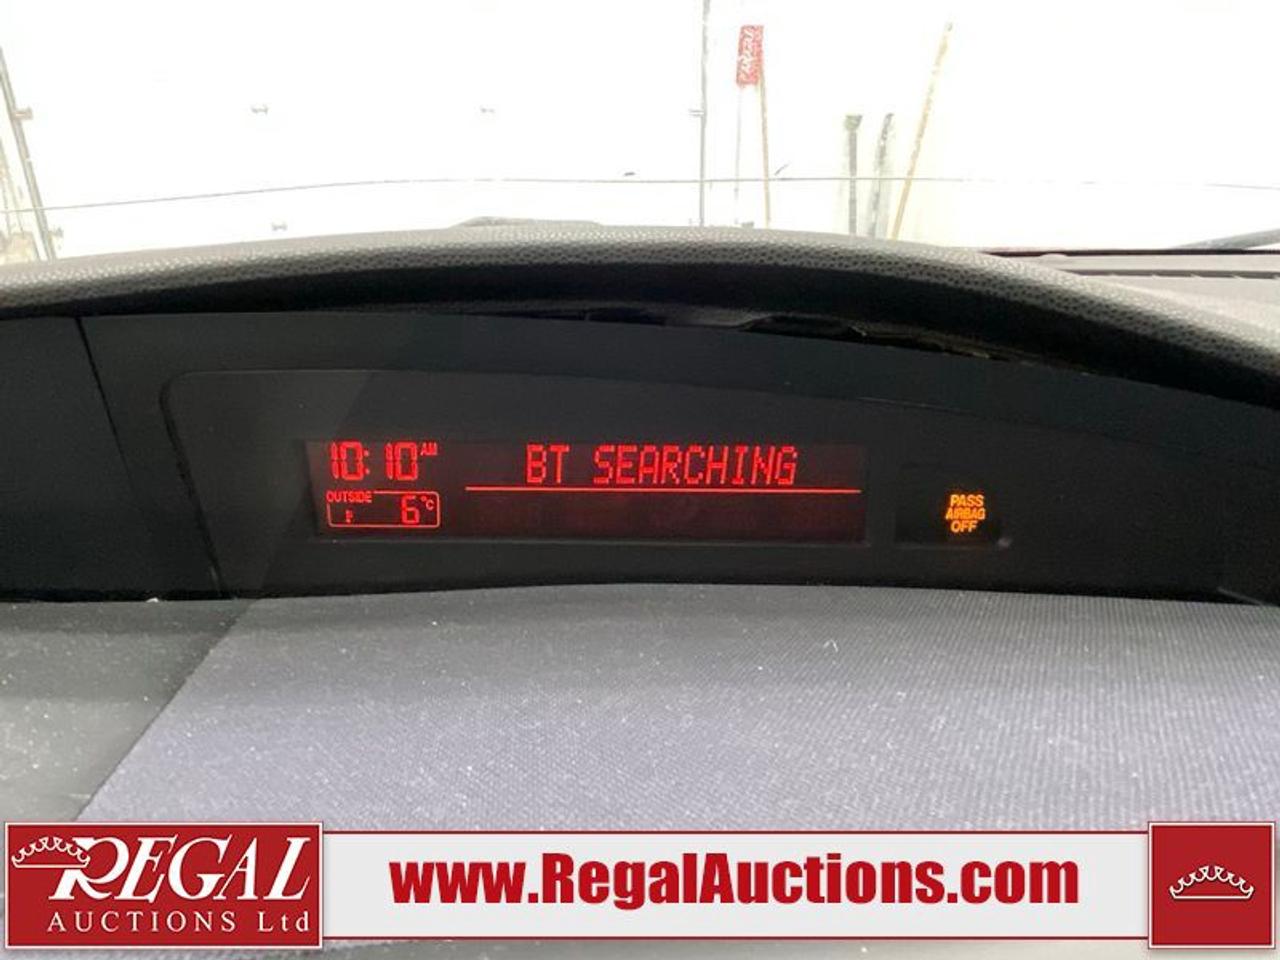 10:10 AM
BT SEARCHING
OUTSIDE
6°C
PASS
AIRBAG
OFF
REGAL
AUCTIONS Ltd
www.RegalAuctions.com